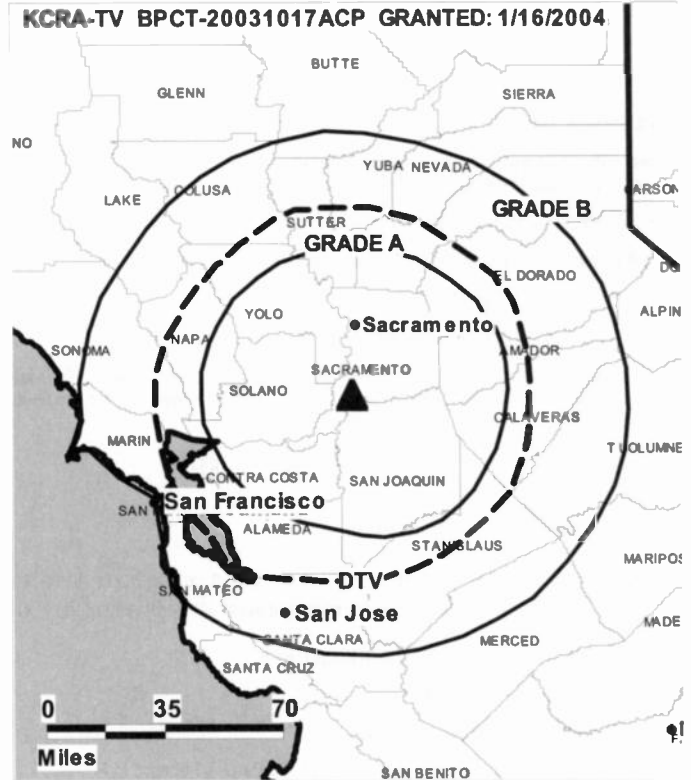 KCRA-TV BPCT-20031017ACP GRANTED: 1/16/2004
BUTTE
GLENN
SIERRA
NO
YUBA NEVADA
COLUSA
LAKE
CARSON
GRADE B
SUTTER
GRADE A
EL DORADO
YOLO
ALPIN
Sacramento
NAPA
SONOMA
AMADOR
SACRAMENTO
SOLANO
CALAVERAS
MARIN
TUOLUMNE
CONTRA COSTA
SAN JOAQUIN
San Francisco
SAN
ALAMEDA
STANISLAUS
MARIPOS
DTV
SAN MATEO
San Jose
MADE
SANTA CLARA
MERCED
SANTA CRUZ
0 35 70
Miles
SAN BENITO